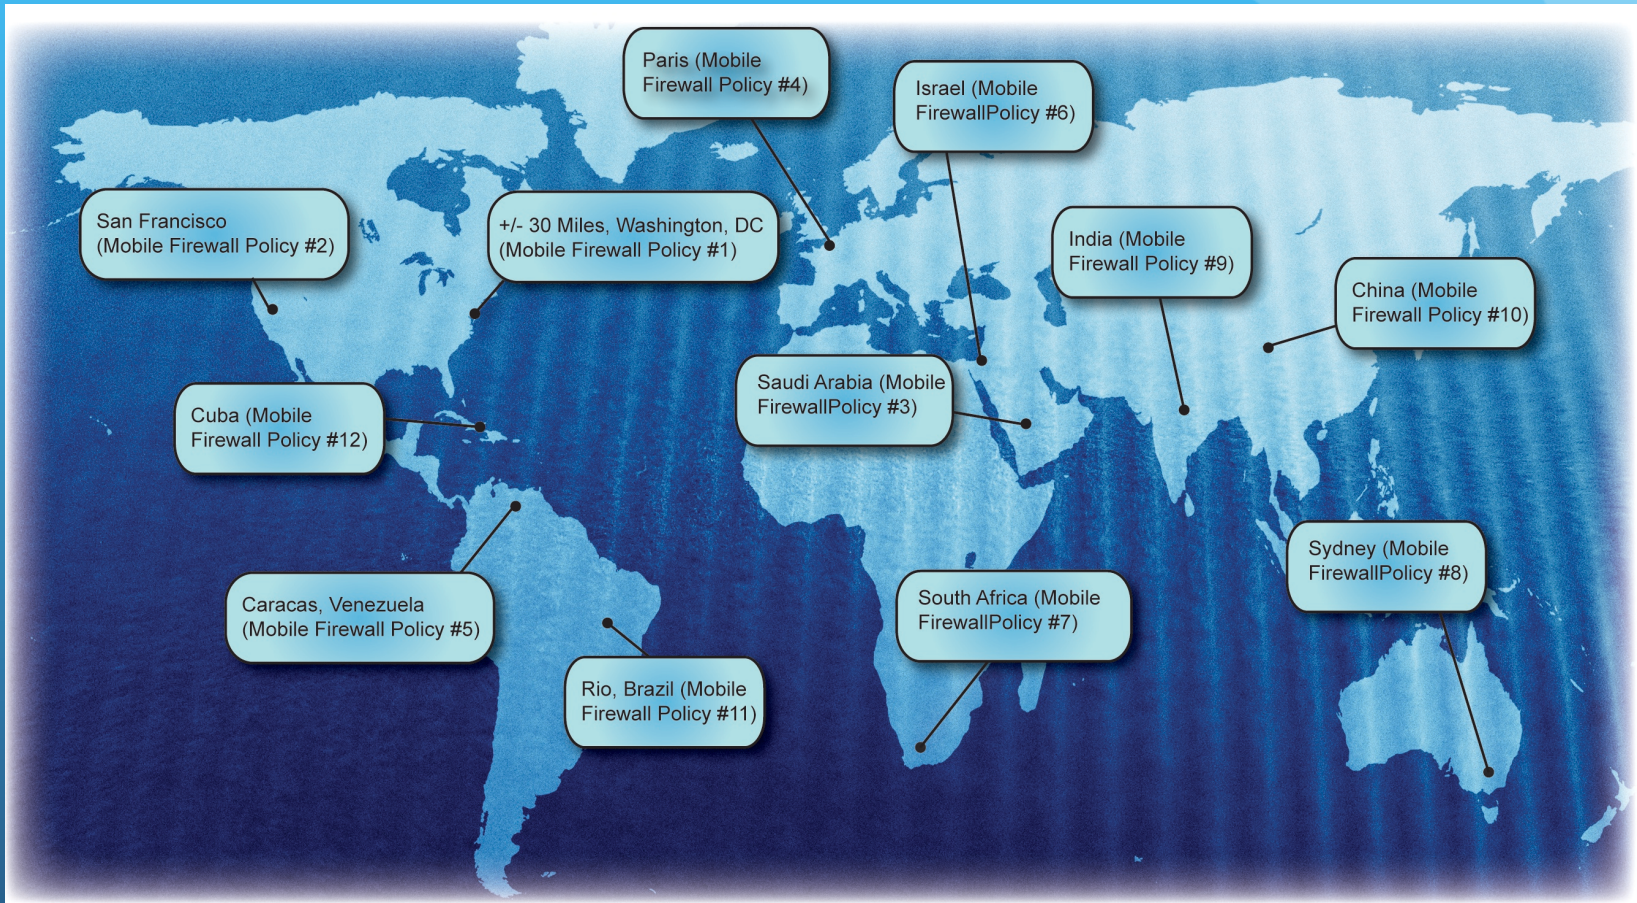 Paris (Mobile
Firewall Policy #4)
Israel (Mobile
FirewallPolicy #6)
San Francisco
(Mobile Firewall Policy #2)
+/- 30 Miles, Washington, DC
(Mobile Firewall Policy #1)
India (Mobile
Firewall Policy #9)
China (Mobile
Firewall Policy #10)
Saudi Arabia (Mobile
FirewallPolicy #3)
Cuba (Mobile
Firewall Policy #12)
Sydney (Mobile
FirewallPolicy #8)
Caracas, Venezuela
(Mobile Firewall Policy #5)
South Africa (Mobile
FirewallPolicy #7)
Rio, Brazil (Mobile
Firewall Policy #11)